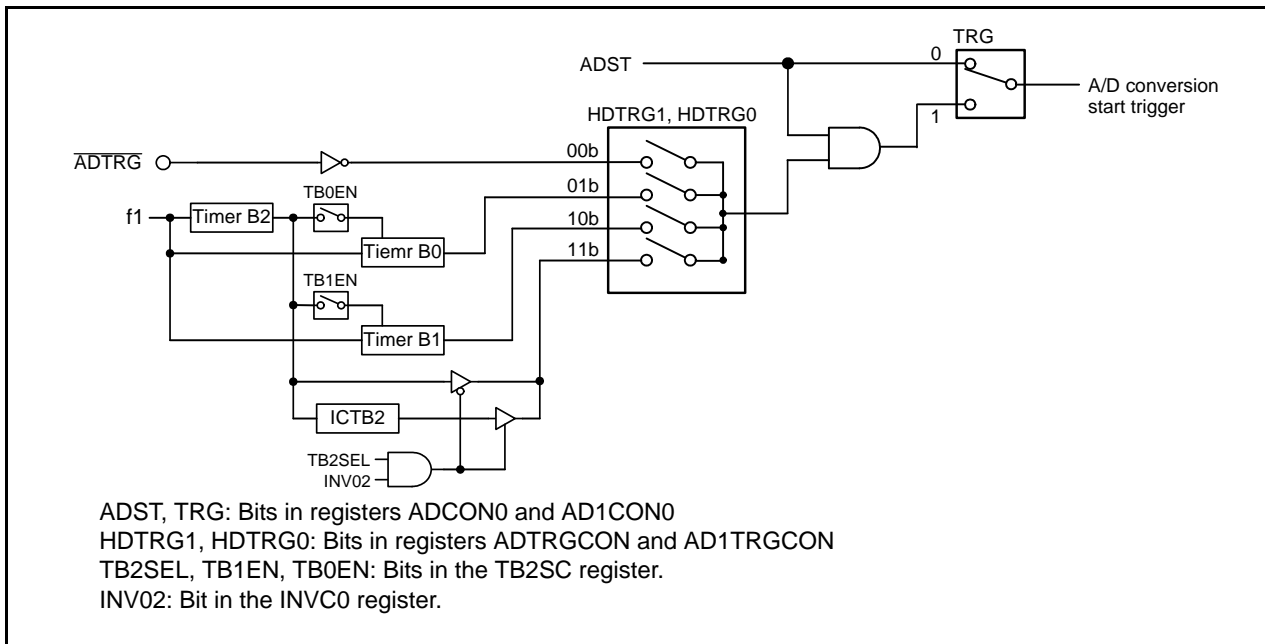 TRG
0
ADST
A/D conversion
start trigger
1
HDTRG1, HDTRG0
ADTRG
00b
TB0EN
01b
f1
Timer B2
10b
Tiemr B0
11b
TB1EN
Timer B1
ICTB2
TB2SEL
INV02
ADST, TRG: Bits in registers ADCON0 and AD1CON0
HDTRG1, HDTRG0: Bits in registers ADTRGCON and AD1TRGCON
TB2SEL, TB1EN, TB0EN: Bits in the TB2SC register.
INV02: Bit in the INVC0 register.